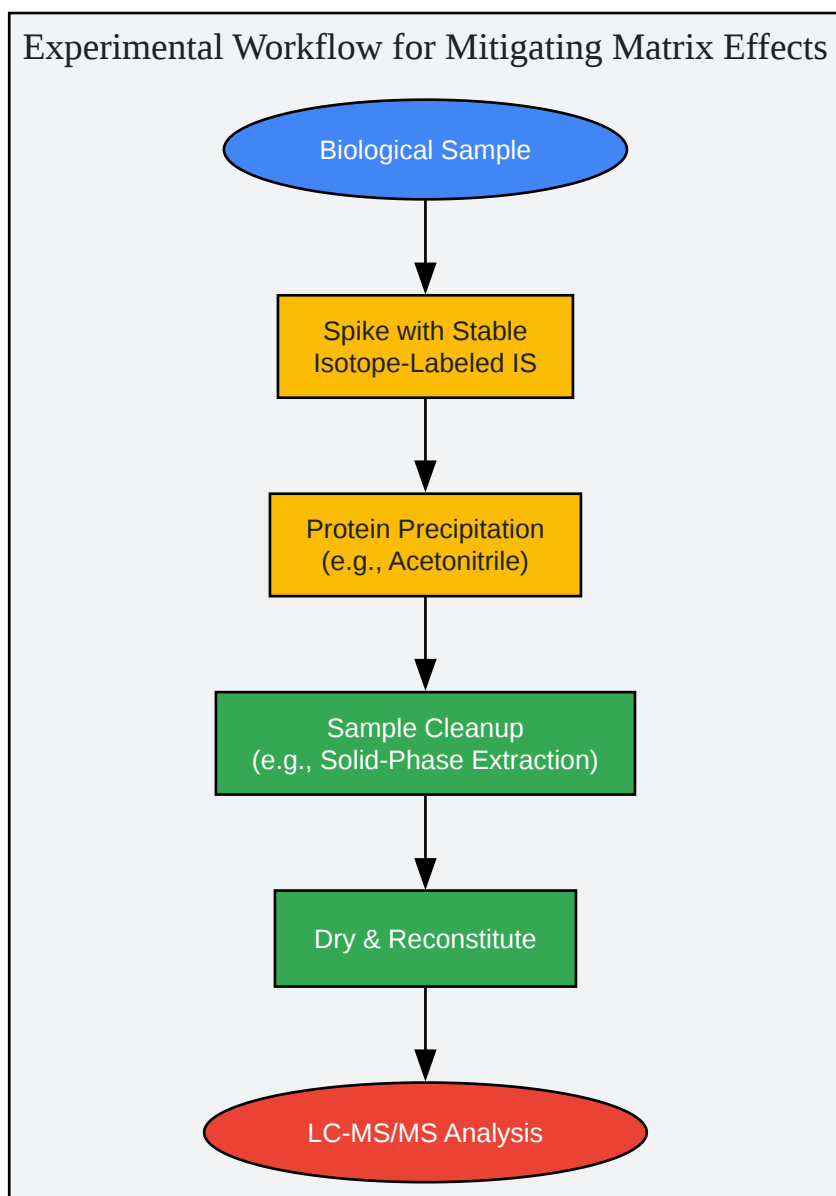 Experimental Workflow for Mitigating Matrix Effects
Biological Sample
Spike with Stable
Isotope-Labeled IS
Protein Precipitation
(e.g., Acetonitrile)
Sample Cleanup
(e.g., Solid-Phase Extraction)
Dry & Reconstitute
LC-MS/MS Analysis